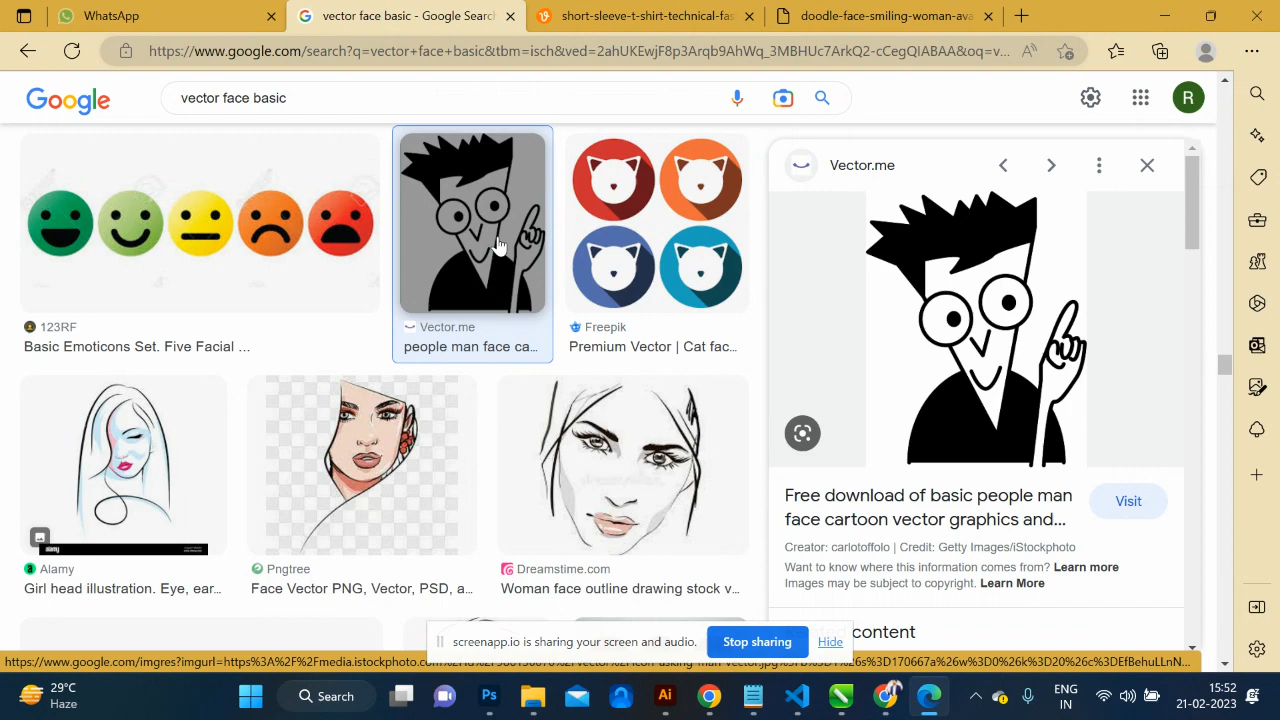 WhatsApp
vector face basic - Google Searc
short-sleeve-t-shirt-technical-fas
doodle-face-smiling-woman-ava
https://www.google.com/search?q=vector+face+basic&tbm=isch&ved=2ahUKEwjF8p3Arqb9AhWq_3MBHUc7ArkQ2-cCegQIABAA&oq=v...
Google
vector face basic
R
123RF
Basic Emoticons Set. Five Facial ...
Vector.me
people man face ca...
Freepik
Premium Vector | Cat fac...
alamy
Alamy
Girl head illustration. Eye, ear...
Pngtree
Face Vector PNG, Vector, PSD, a...
Dreamstime.com
Woman face outline drawing stock v...
Vector.me
Free download of basic people man
face cartoon vector graphics and...
Visit
Creator: carlotoffolo | Credit: Getty Images/iStockphoto
Want to know where this information comes from? Learn more
Images may be subject to copyright. Learn More
content
screenapp.io is sharing your screen and audio.
Stop sharing
Hide
29°C
Haze
Search
Ps
Ai
ENG
IN
15:52
21-02-2023